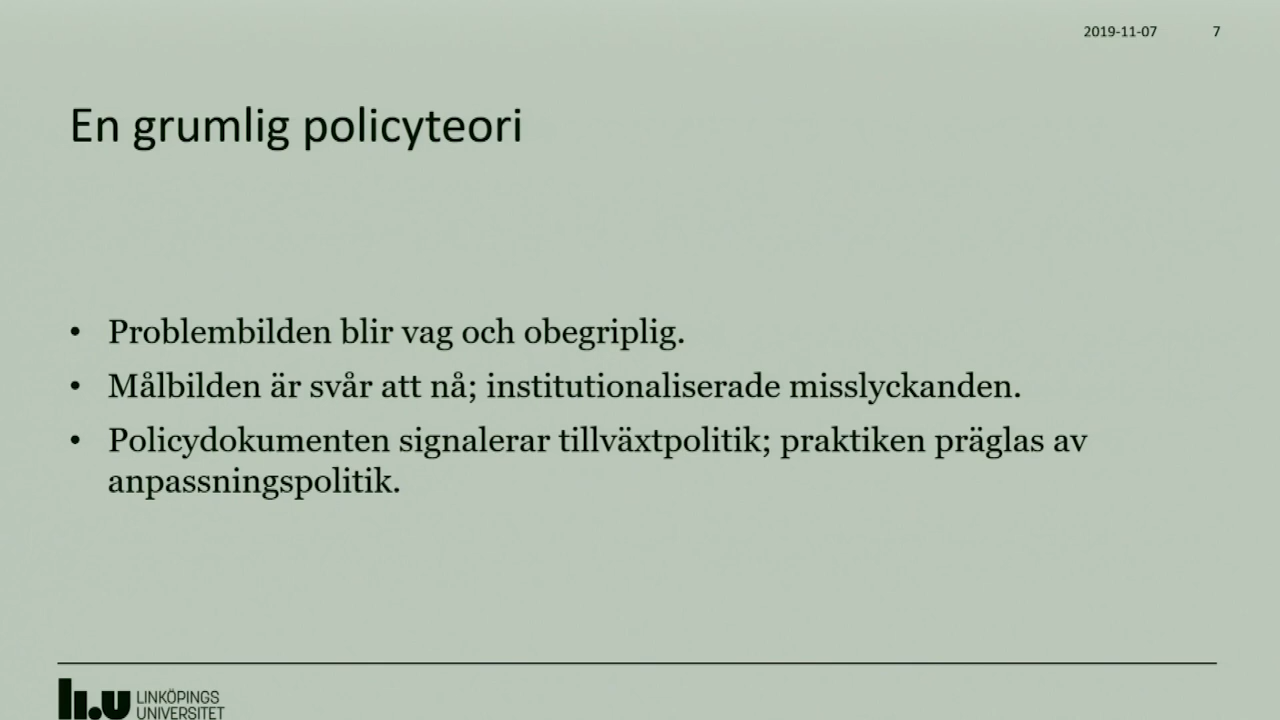 2019-11-07 7
En grumlig policyteori
• Problembilden blir vag och obegriplig.
• Målbilden är svår att nå; institutionaliserade misslyckanden.
• Policydokumenten signalerar tillväxtpolitik; praktiken präglas av
anpassningspolitik.
li.u LINKÖPINGS
UNIVERSITET